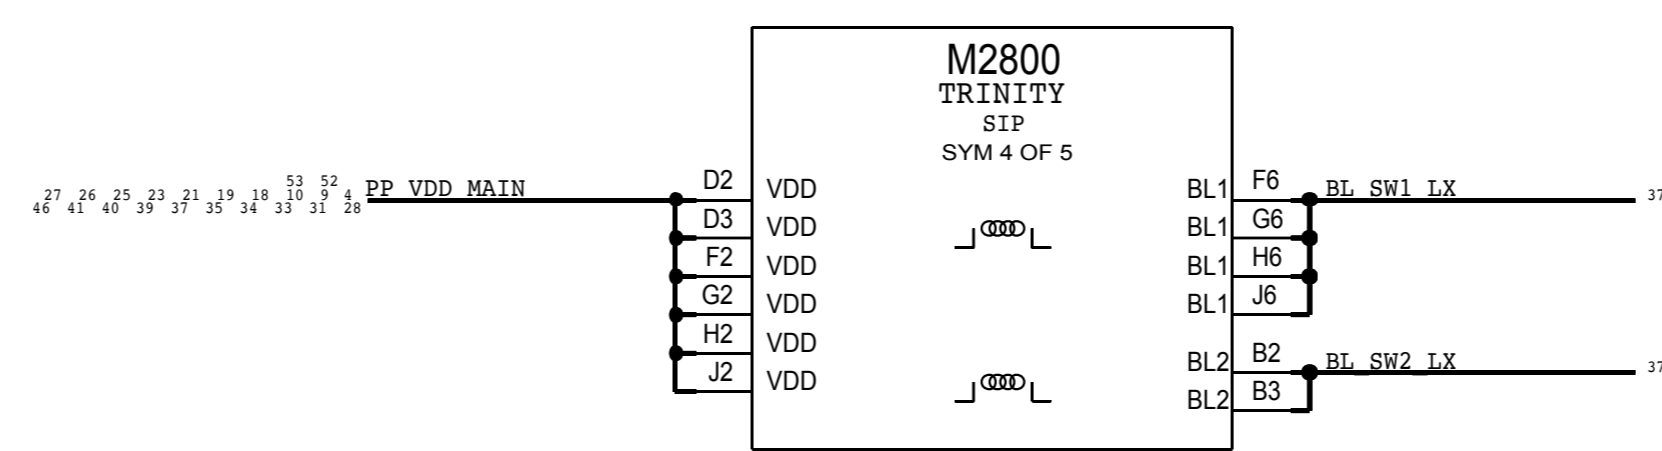 M2800
TRINITY
SIP
SYM 4 OF 5
53 52
27 26 25 23 21 19 18 10 9 4
46 41 40 39 37 35 34 33 31 28
PP_VDD_MAIN
D2 VDD
D3 VDD
F2 VDD
G2 VDD
H2 VDD
J2 VDD
BL1 F6 BL_SW1_LX 37
BL1 G6
BL1 H6
BL1 J6
BL2 B2 BL_SW2_LX 37
BL2 B3